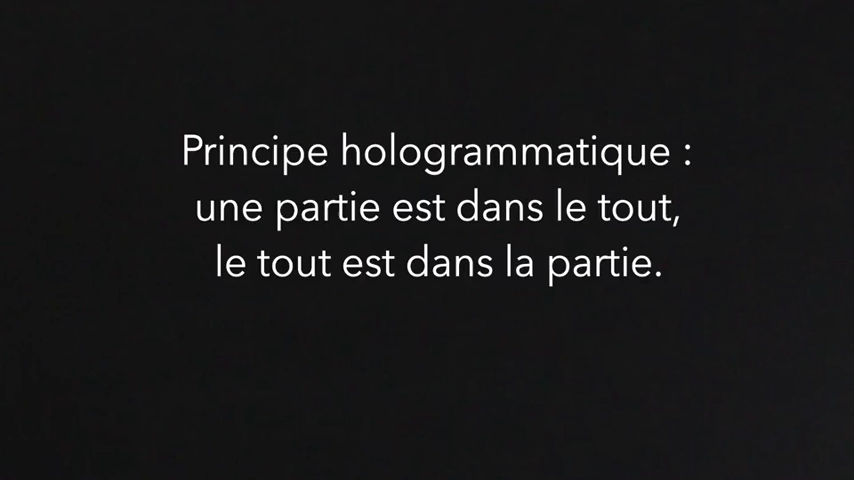 Principe hologrammatique :
une partie est dans le tout,
le tout est dans la partie.